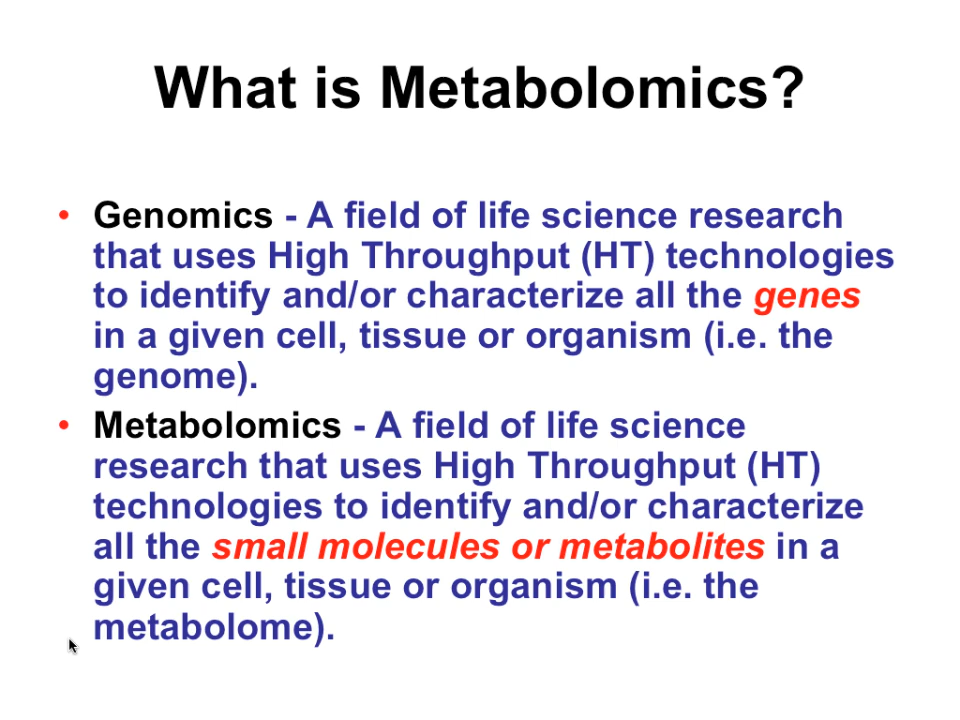 What is Metabolomics?
• Genomics - A field of life science research
that uses High Throughput (HT) technologies
to identify and/or characterize all the genes
in a given cell, tissue or organism (i.e. the
genome).
• Metabolomics - A field of life science
research that uses High Throughput (HT)
technologies to identify and/or characterize
all the small molecules or metabolites in a
given cell, tissue or organism (i.e. the
metabolome).